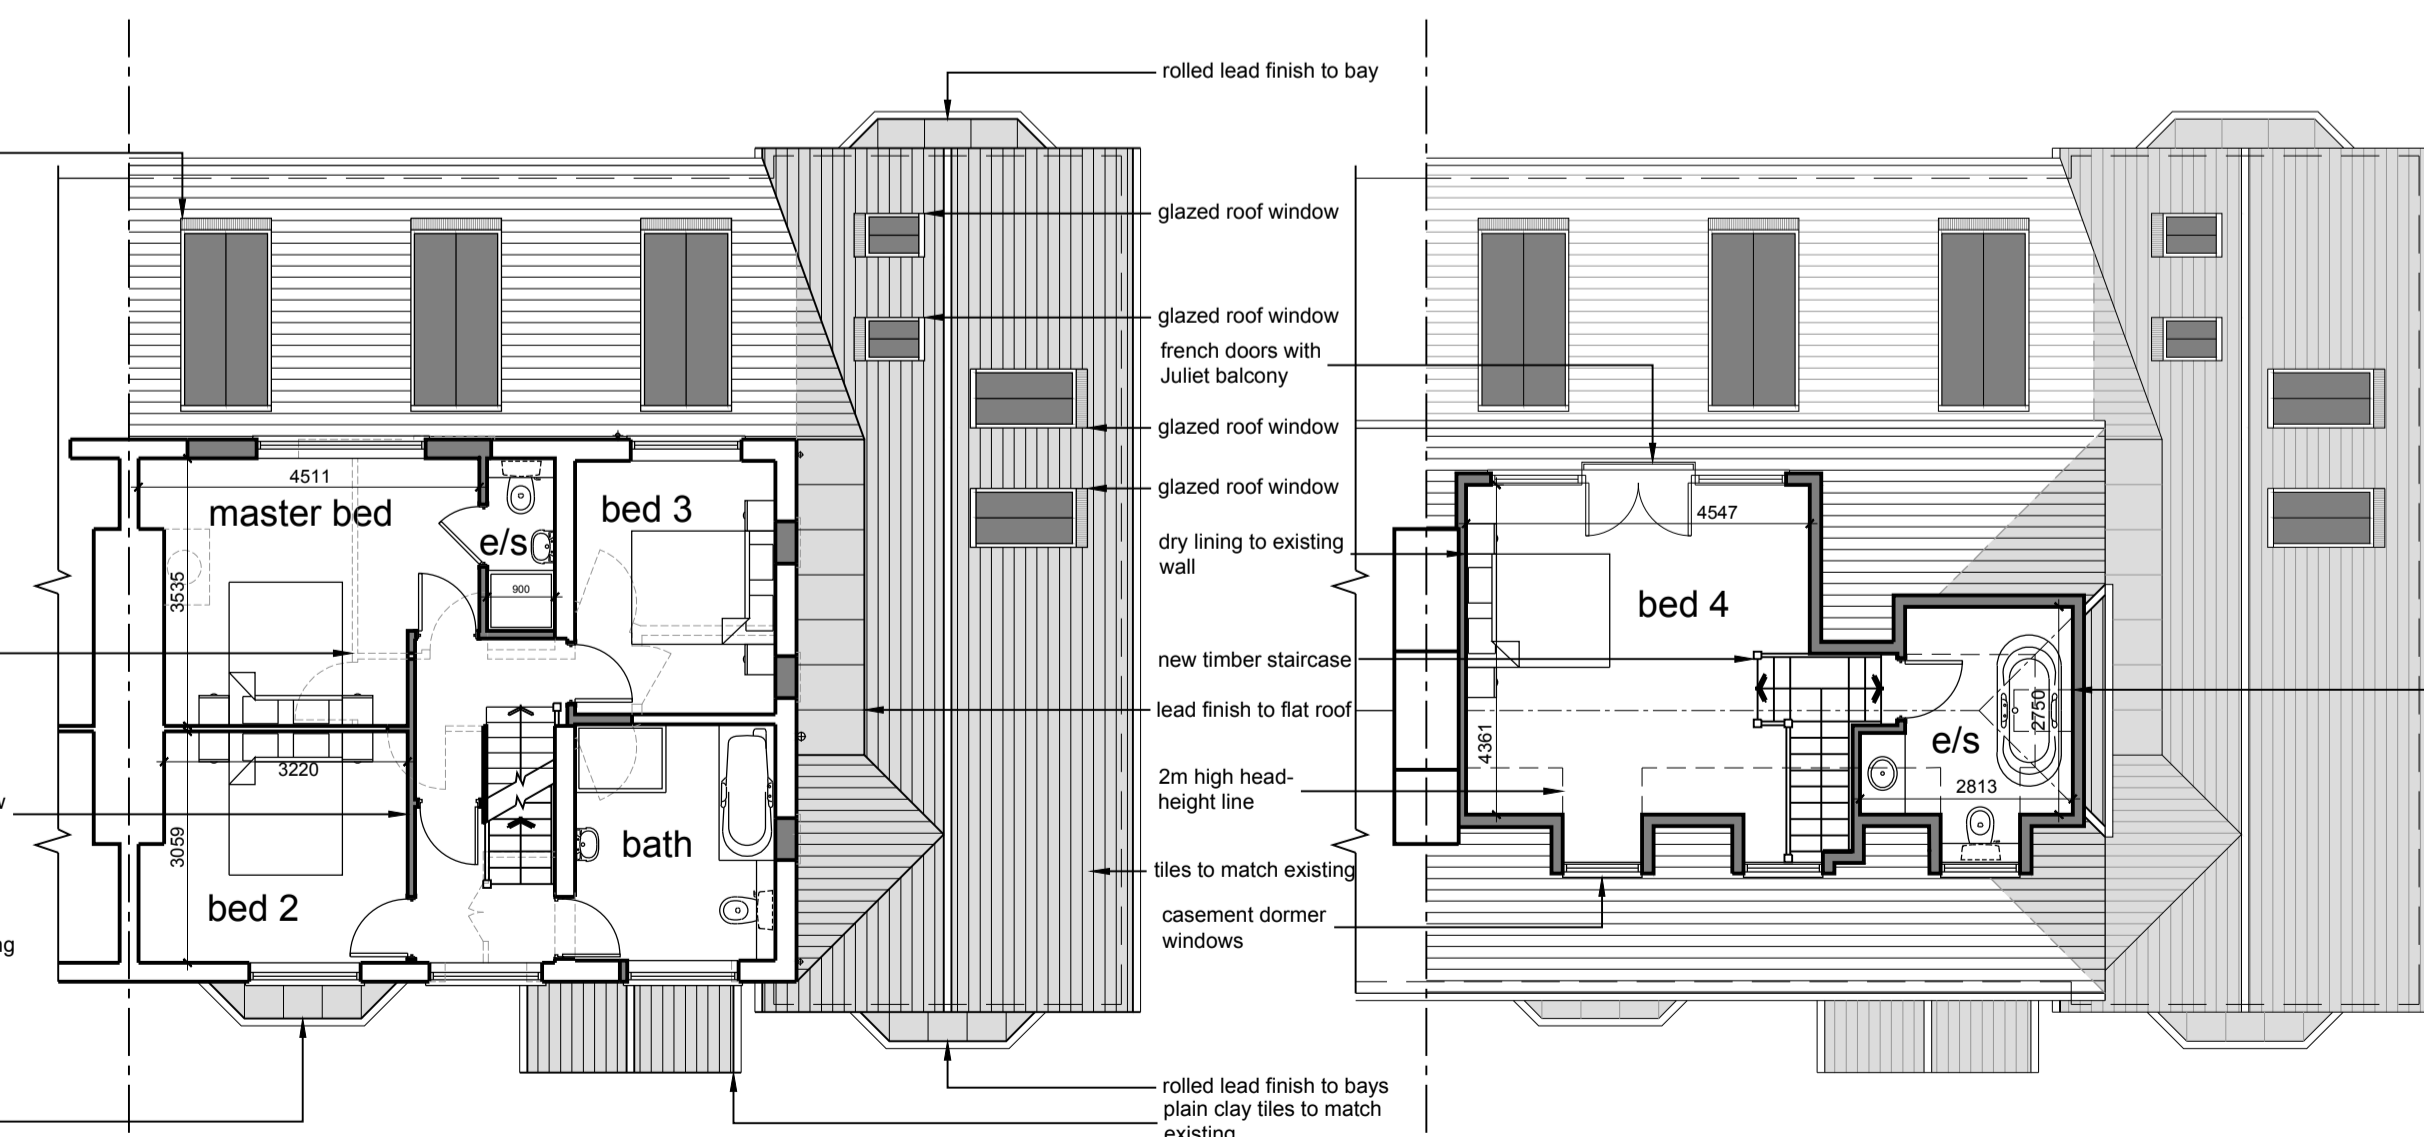 rolled lead finish to bay
glazed roof window
glazed roof window
french doors with
Juliet balcony
glazed roof window
glazed roof window
dry lining to existing
wall
new timber staircase
lead finish to flat roof
2m high head-
height line
tiles to match existing
casement dormer
windows
rolled lead finish to bays
plain clay tiles to match
existing
4511
master bed
e/s
bed 3
3535
900
3220
3059
bath
bed 2
ng
4547
bed 4
4361
e/s
2750
2813